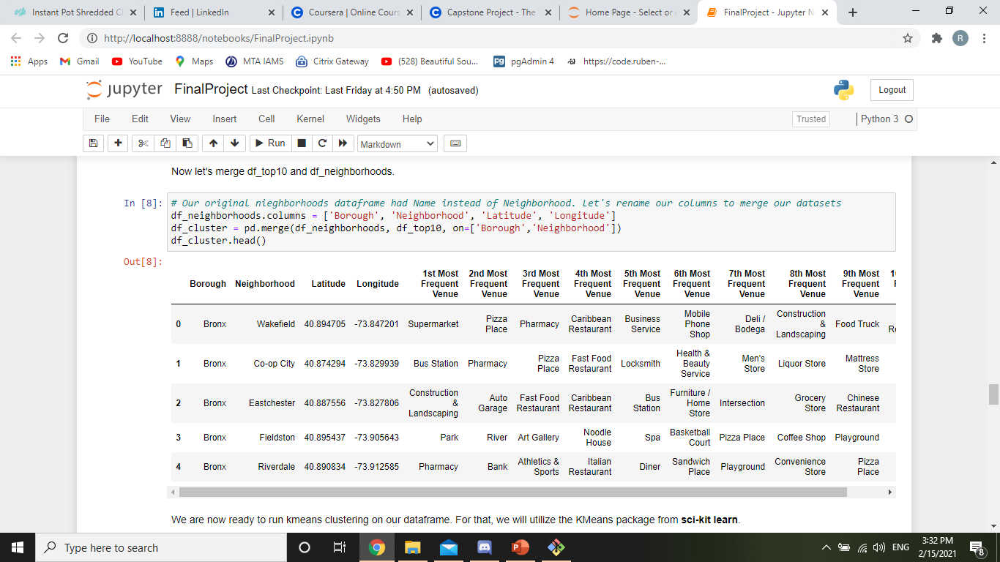 Instant Pot Shredded C
Feed | LinkedIn
Coursera | Online Cours
Capstone Project - The
Home Page - Select or
FinalProject - Jupyter N
http://localhost:8888/notebooks/FinalProject.ipynb
R
Apps
Gmail
YouTube
Maps
MTA IAMS
Citrix Gateway
(528) Beautiful Sou...
pgAdmin 4
https://code.ruben-...
jupyter FinalProject Last Checkpoint: Last Friday at 4:50 PM (autosaved)
Logout
File Edit View Insert Cell Kernel Widgets Help
Trusted
Python 3
Run
Markdown
Now let's merge df_top10 and df_neighborhoods.
In [8]: # Our original nieghborhoods dataframe had Name instead of Neighborhood. Let's rename our columns to merge our datasets
df_neighborhoods.columns = ['Borough', 'Neighborhood', 'Latitude', 'Longitude']
df_cluster = pd.merge(df_neighborhoods, df_top10, on=['Borough','Neighborhood'])
df_cluster.head()
Out[8]:
Borough Neighborhood Latitude Longitude 1st Most Frequent Venue 2nd Most Frequent Venue 3rd Most Frequent Venue 4th Most Frequent Venue 5th Most Frequent Venue 6th Most Frequent Venue 7th Most Frequent Venue 8th Most Frequent Venue 9th Most Frequent Venue
0 Bronx Wakefield 40.894705 -73.847201 Supermarket Pizza Place Pharmacy Caribbean Restaurant Business Service Mobile Phone Shop Deli / Bodega Construction & Landscaping Food Truck
1 Bronx Co-op City 40.874294 -73.829939 Bus Station Pharmacy Pizza Place Fast Food Restaurant Locksmith Health & Beauty Service Men's Store Liquor Store Mattress Store
2 Bronx Eastchester 40.887556 -73.827806 Construction & Landscaping Auto Garage Fast Food Restaurant Caribbean Restaurant Bus Station Furniture / Home Store Intersection Grocery Store Chinese Restaurant
3 Bronx Fieldston 40.895437 -73.905643 Park River Art Gallery Noodle House Spa Basketball Court Pizza Place Coffee Shop Playground
4 Bronx Riverdale 40.890834 -73.912585 Pharmacy Bank Athletics & Sports Italian Restaurant Diner Sandwich Place Playground Convenience Store Pizza Place
We are now ready to run kmeans clustering on our dataframe. For that, we will utilize the KMeans package from sci-kit learn.
Type here to search
ENG
3:32 PM
2/15/2021
8